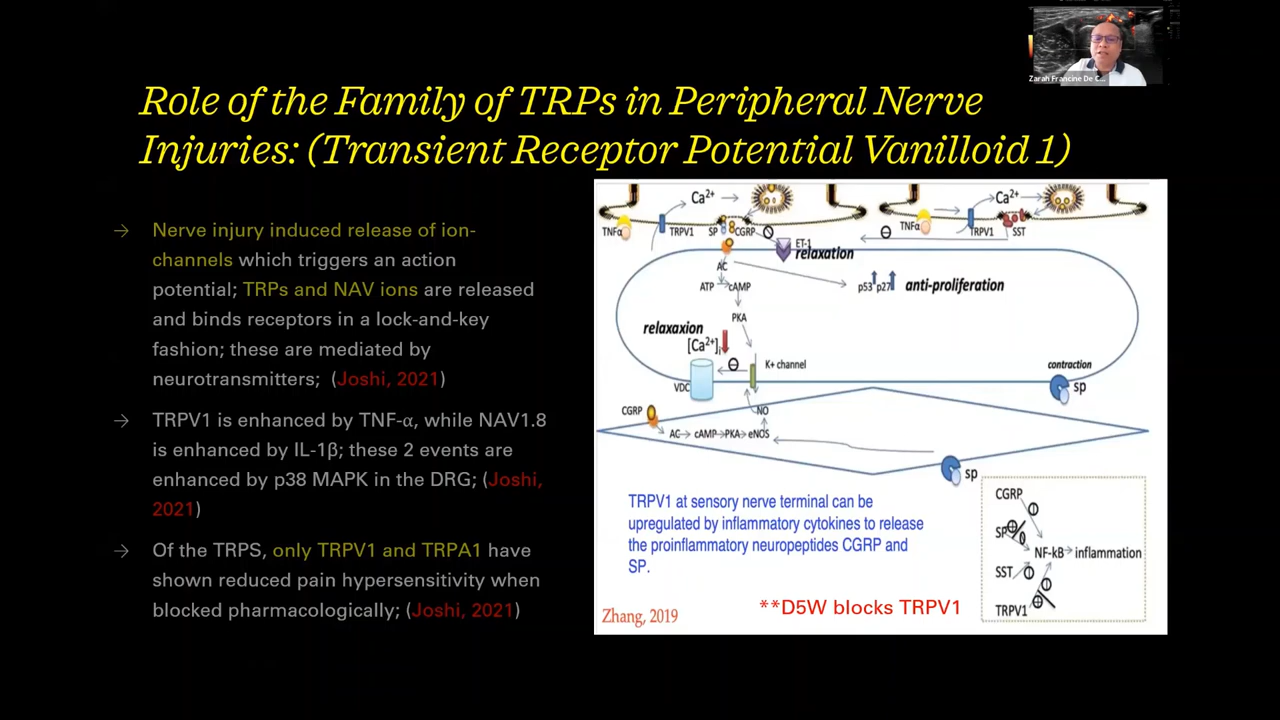 Zarah Francine De C...
Role of the Family of TRPs in Peripheral Nerve
Injuries: (Transient Receptor Potential Vanilloid 1)
→ Nerve injury induced release of ion-
channels which triggers an action
potential; TRPs and NAV ions are released
and binds receptors in a lock-and-key
fashion; these are mediated by
neurotransmitters; (Joshi, 2021)
→ TRPV1 is enhanced by TNF-α, while NAV1.8
is enhanced by IL-1β; these 2 events are
enhanced by p38 MAPK in the DRG; (Joshi,
2021)
→ Of the TRPS, only TRPV1 and TRPA1 have
shown reduced pain hypersensitivity when
blocked pharmacologically; (Joshi, 2021)
Ca²⁺ Ca²⁺
TNFα TRPV1 SP CGRP TNFα TRPV1 SST
ET-1
relaxation
AC
ATP cAMP p53 p27 anti-proliferation
PKA
relaxaxion
[Ca²⁺]i
K+ channel contraction
VDC sp
CGRP NO
AC cAMP PKA eNOS
sp
TRPV1 at sensory nerve terminal can be
upregulated by inflammatory cytokines to release
the proinflammatory neuropeptides CGRP and
SP.
CGRP
SP
NF-kB inflammation
SST
TRPV1
**D5W blocks TRPV1
Zhang, 2019